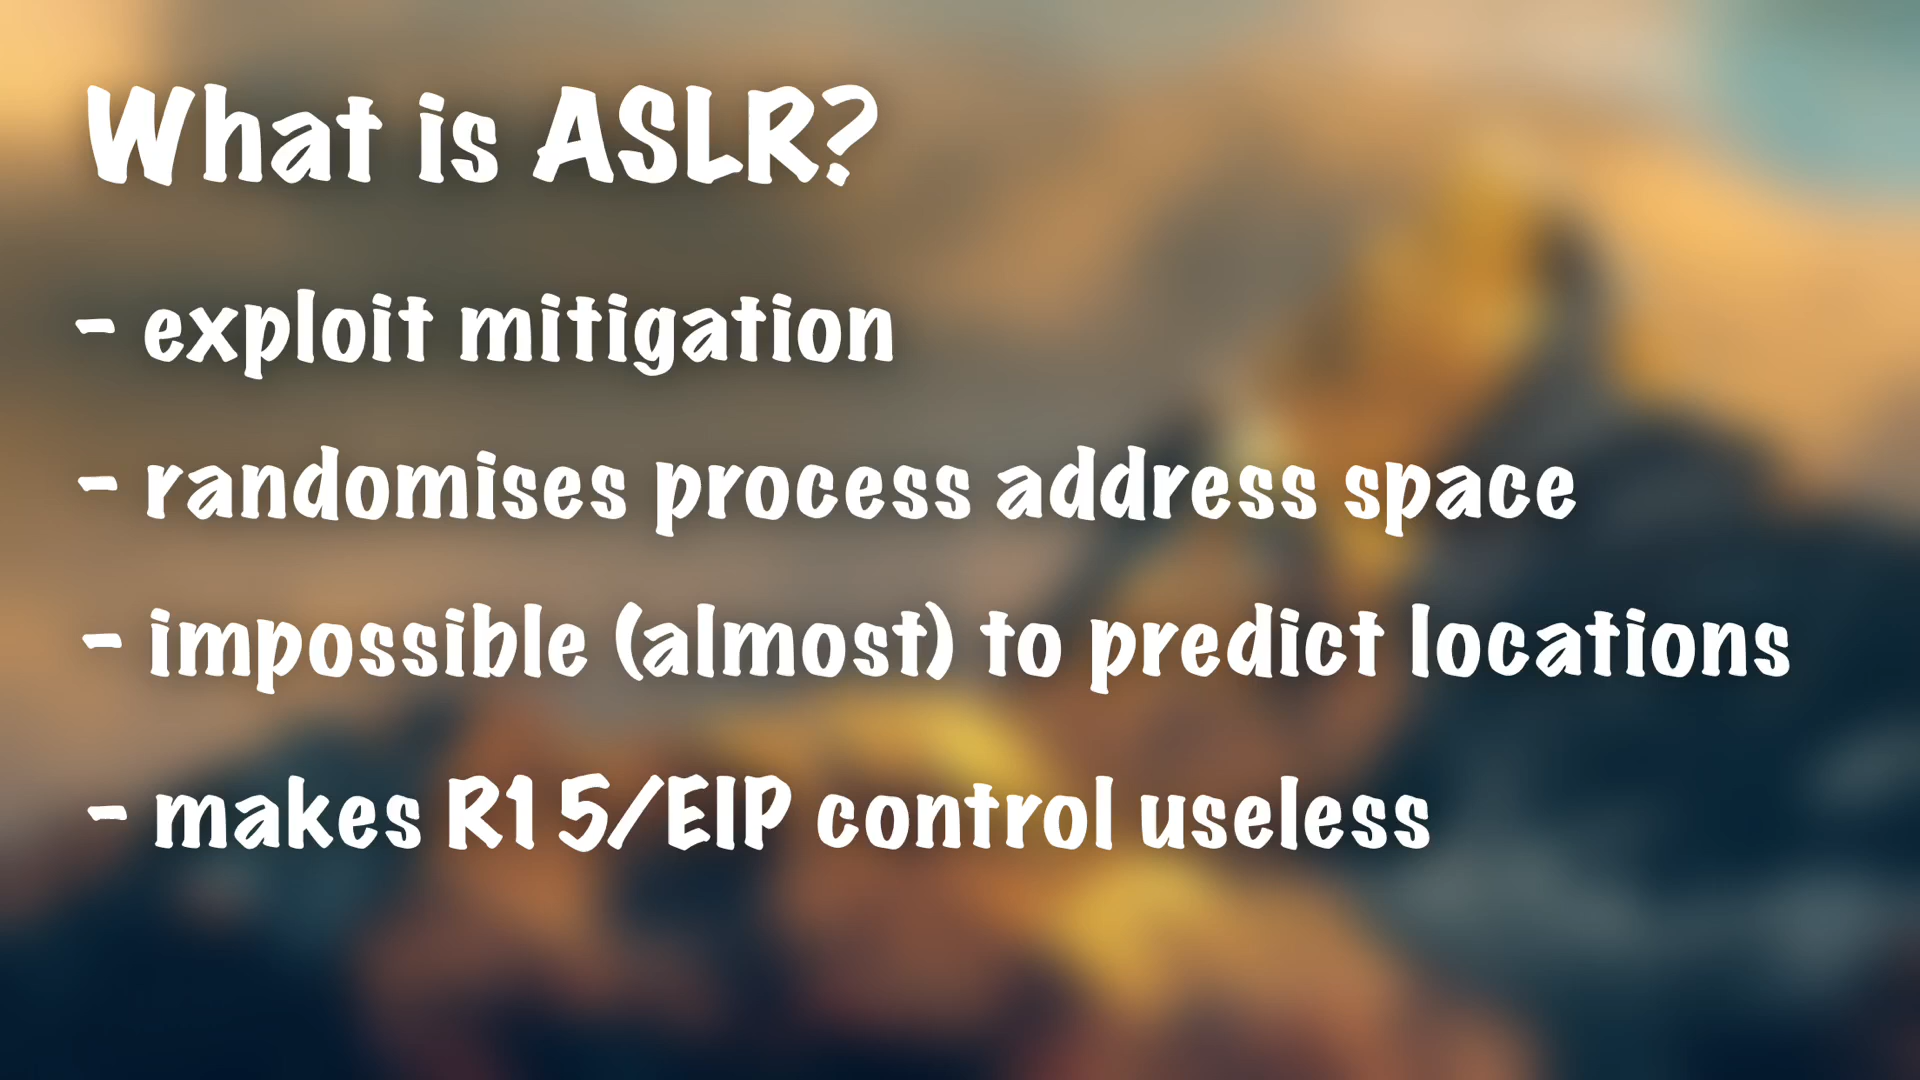 What is ASLR?
- exploit mitigation
- randomises process address space
- impossible (almost) to predict locations
- makes R15/EIP control useless